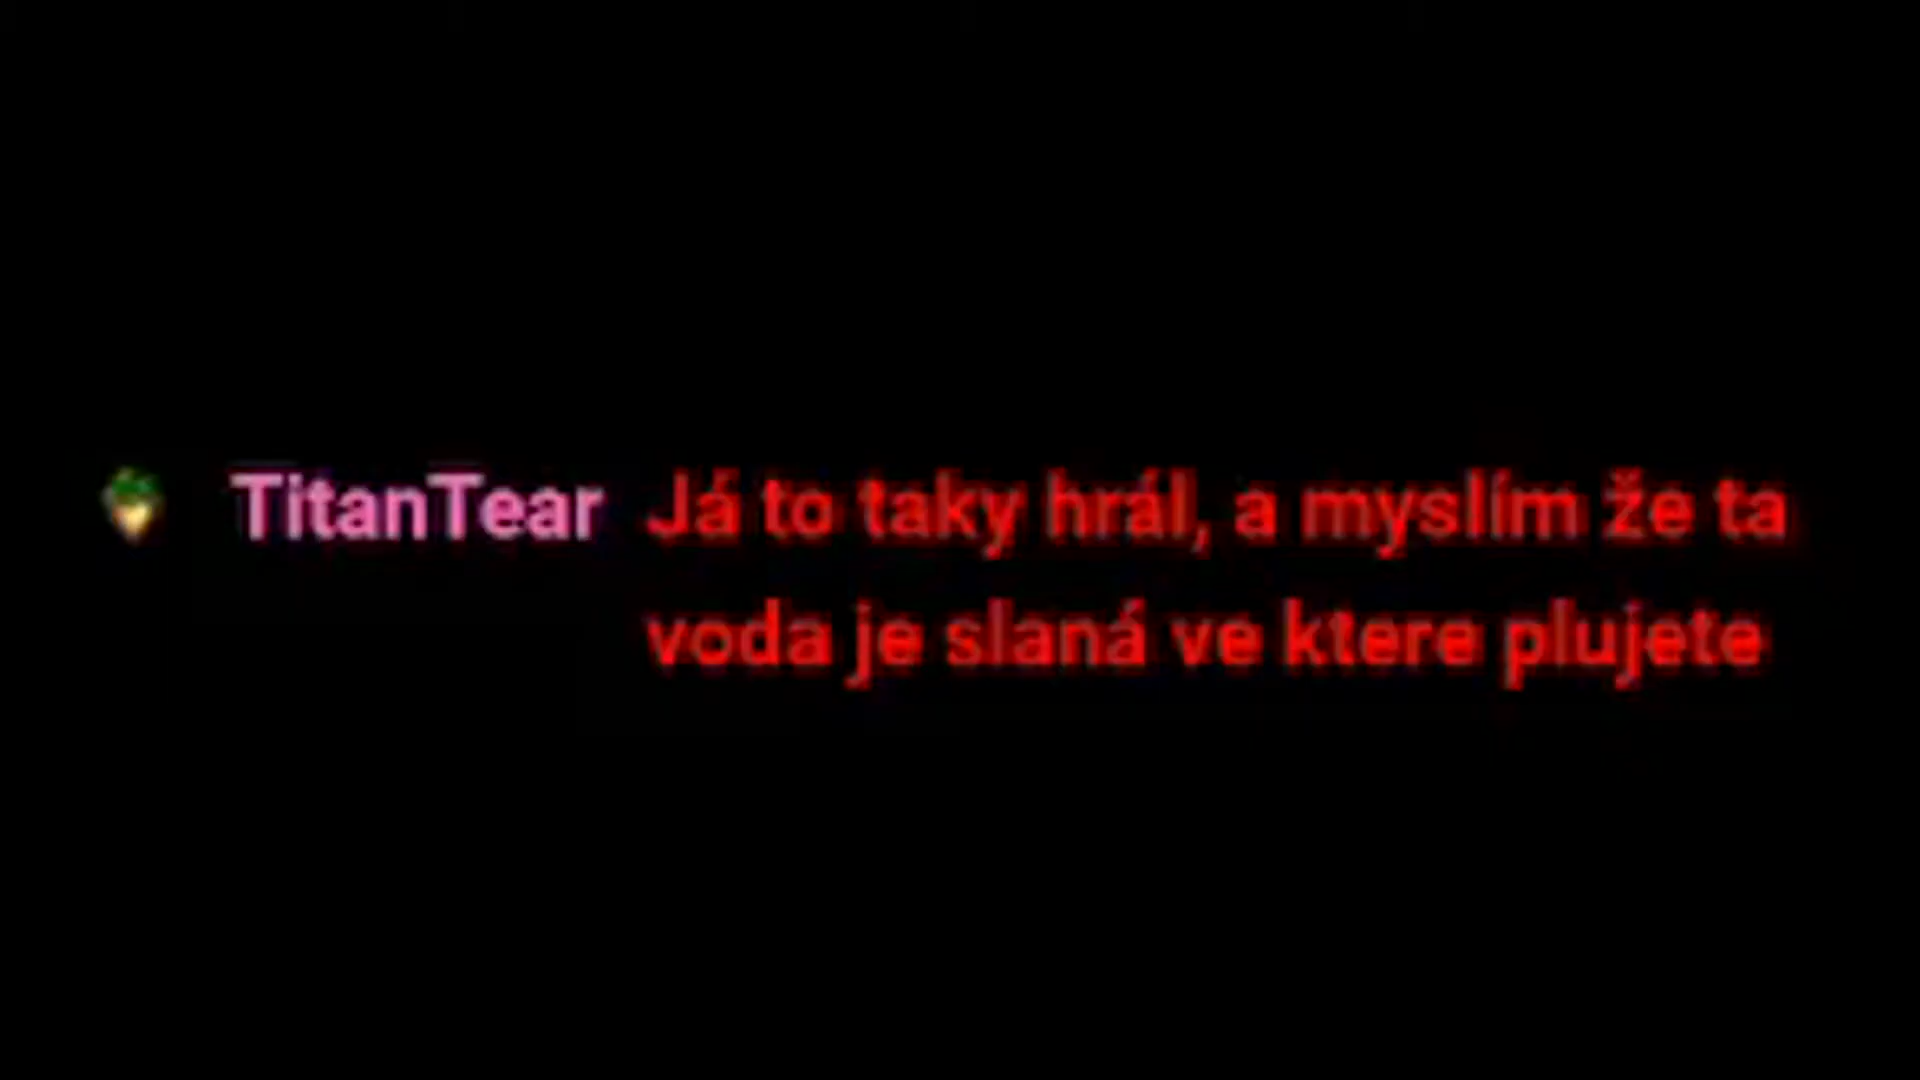 TitanTear Já to taky hrál, a myslím že ta
voda je slaná ve ktere plujete